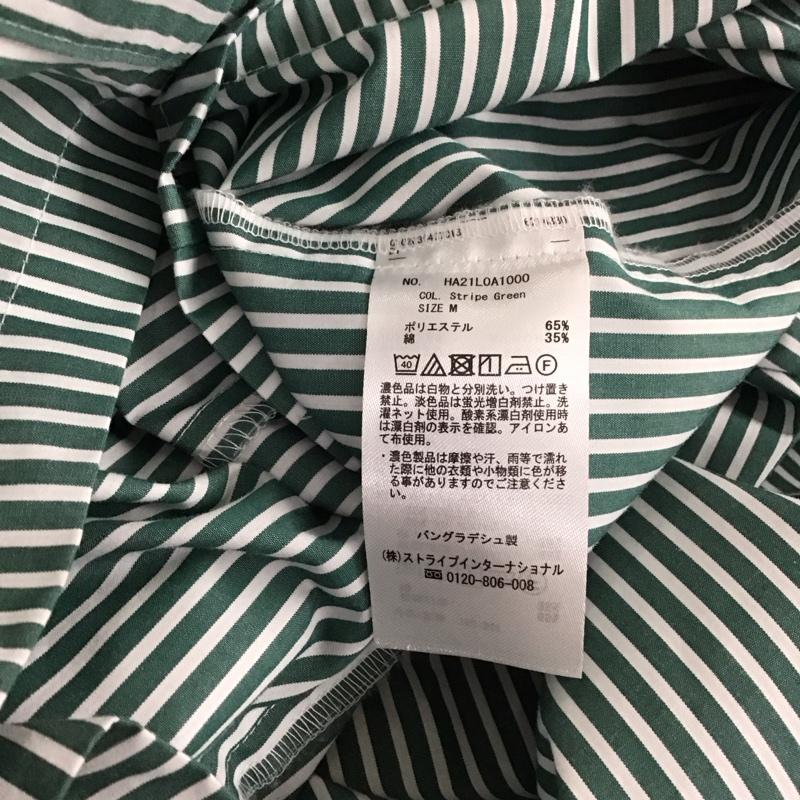 NO. HA21L0A1000
COL. Stripe Green
SIZE M
ポリエステル 65%
綿 35%
40
濃色品は白物と分別洗い。つけ置き
禁止。淡色品は蛍光増白剤禁止。洗
濯ネット使用。酸素系漂白剤使用時
は漂白剤の表示を確認。アイロンあ
て布使用。
・濃色製品は摩擦や汗、雨等で濡れ
た際に他の衣類や小物類に色が移
る事がありますのでご注意くださ
い。
バングラデシュ製
(株)ストライプインターナショナル
0120-806-008